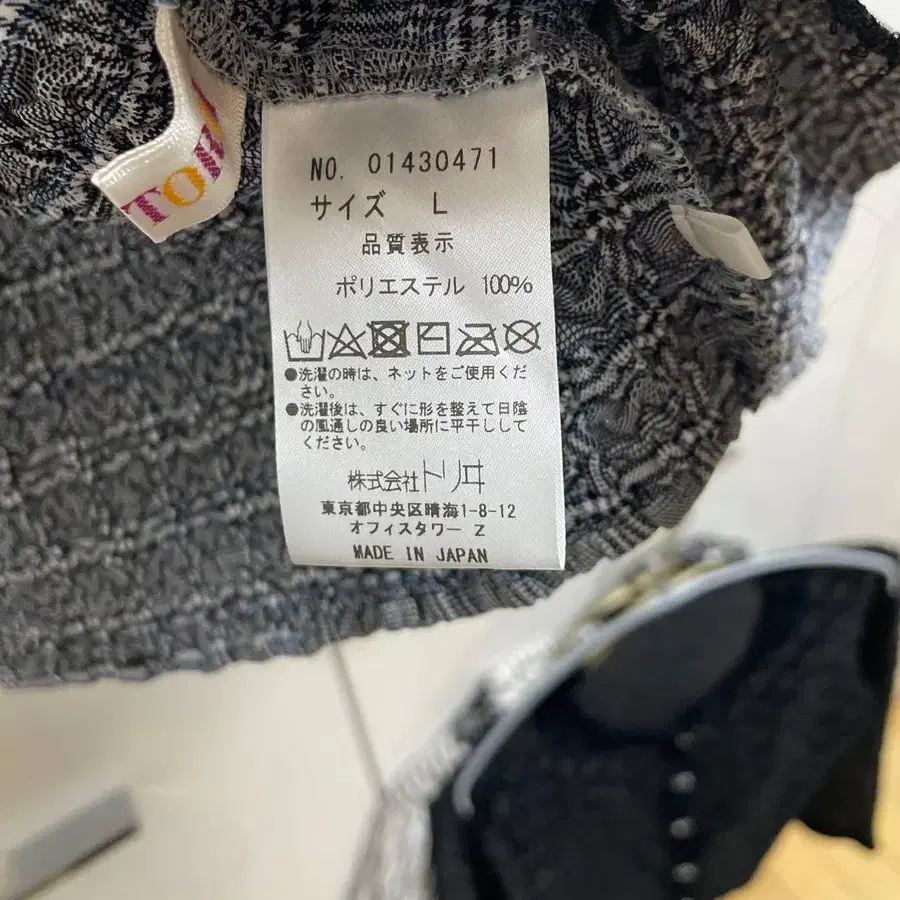 NO. 01430471
サイズ L
品質表示
ポリエステル 100%
●洗濯の時は、ネットをご使用くだ
さい。
●洗濯後は、すぐに形を整えて日陰
の風通しの良い場所に平干しして
ください。
株式会社トリヰ
東京都中央区晴海1-8-12
オフィスタワー Z
MADE IN JAPAN